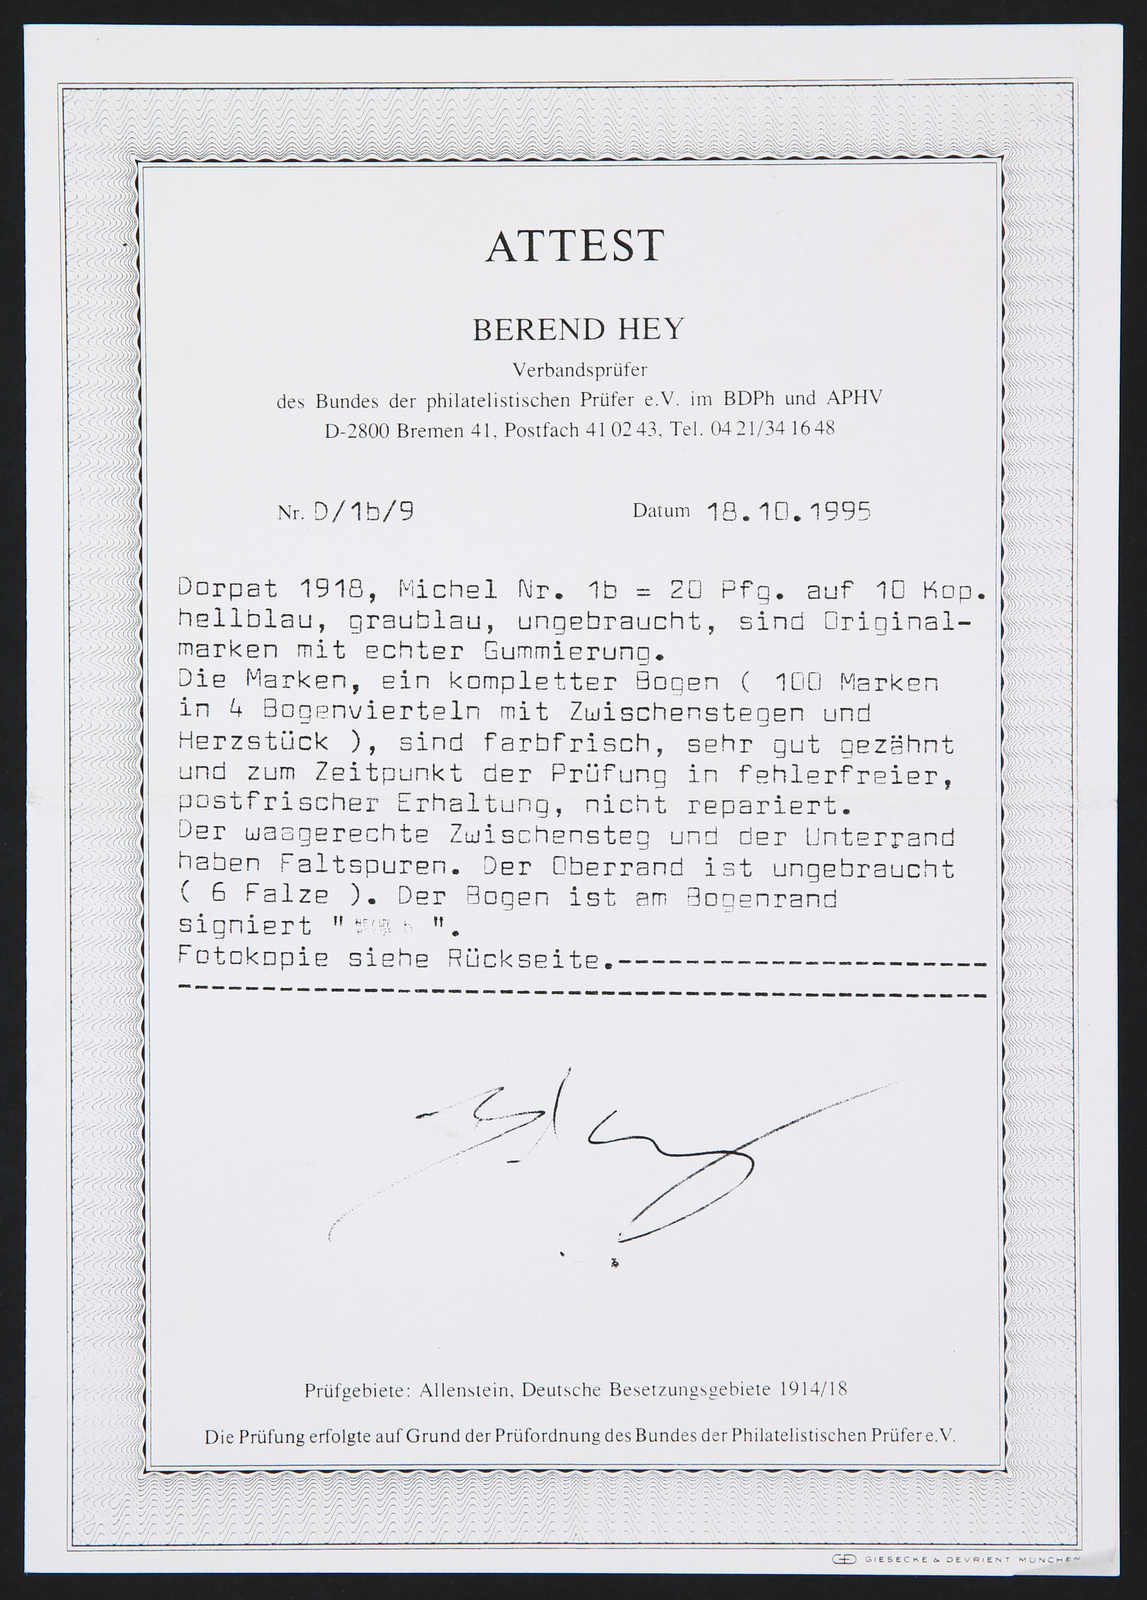 ATTEST
BEREND HEY
Verbandsprüfer
des Bundes der philatelistischen Prüfer e.V. im BDPh und APHV
D-2800 Bremen 41, Postfach 41 02 43, Tel. 04 21/34 16 48
Nr. D/1b/9 Datum 18.10.1995
Dorpat 1918, Michel Nr. 1b = 20 Pfg. auf 10 Kop.
hellblau, graublau, ungebraucht, sind Original-
marken mit echter Gummierung.
Die Marken, ein kompletter Bogen ( 100 Marken
in 4 Bogenvierteln mit Zwischenstegen und
Herzstück ), sind farbfrisch, sehr gut gezähnt
und zum Zeitpunkt der Prüfung in fehlerfreier,
postfrischer Erhaltung, nicht repariert.
Der waagerechte Zwischensteg und der Unterrand
haben Faltspuren. Der Oberrand ist ungebraucht
( 6 Falze ). Der Bogen ist am Bogenrand
signiert " ".
Fotokopie siehe Rückseite.----------------------
------------------------------------------------
Prüfgebiete: Allenstein, Deutsche Besetzungsgebiete 1914/18
Die Prüfung erfolgte auf Grund der Prüfordnung des Bundes der Philatelistischen Prüfer e.V.
GIESECKE & DEVRIENT MÜNCHEN